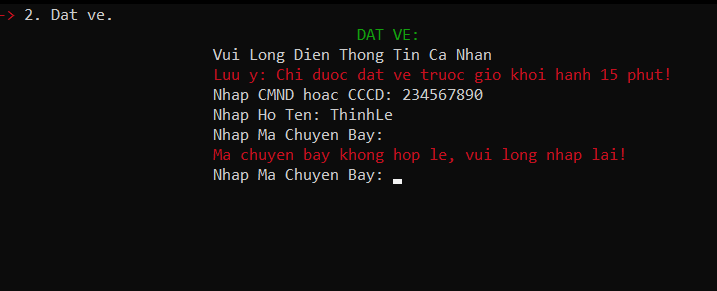 -> 2. Dat ve.
DAT VE:
Vui Long Dien Thong Tin Ca Nhan
Luu y: Chi duoc dat ve truoc gio khoi hanh 15 phut!
Nhap CMND hoac CCCD: 234567890
Nhap Ho Ten: ThinhLe
Nhap Ma Chuyen Bay:
Ma chuyen bay khong hop le, vui long nhap lai!
Nhap Ma Chuyen Bay: